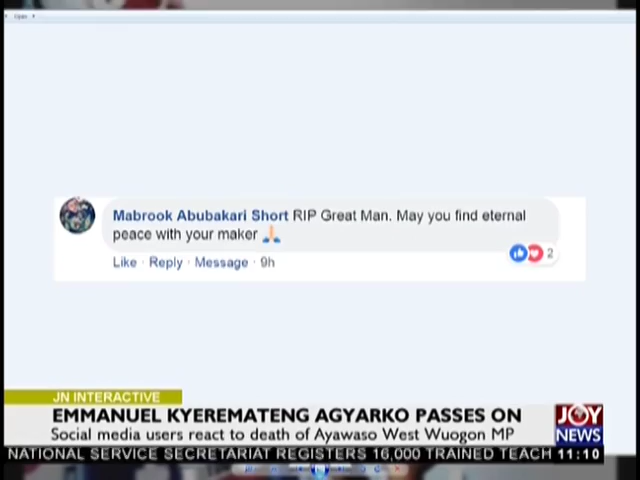 Open
Mabrook Abubakari Short RIP Great Man. May you find eternal
peace with your maker 🙏
Like · Reply · Message · 9h
2
JN INTERACTIVE
EMMANUEL KYEREMATENG AGYARKO PASSES ON
Social media users react to death of Ayawaso West Wuogon MP
JOY
NEWS
NATIONAL SERVICE SECRETARIAT REGISTERS 16,000 TRAINED TEACH
11:10